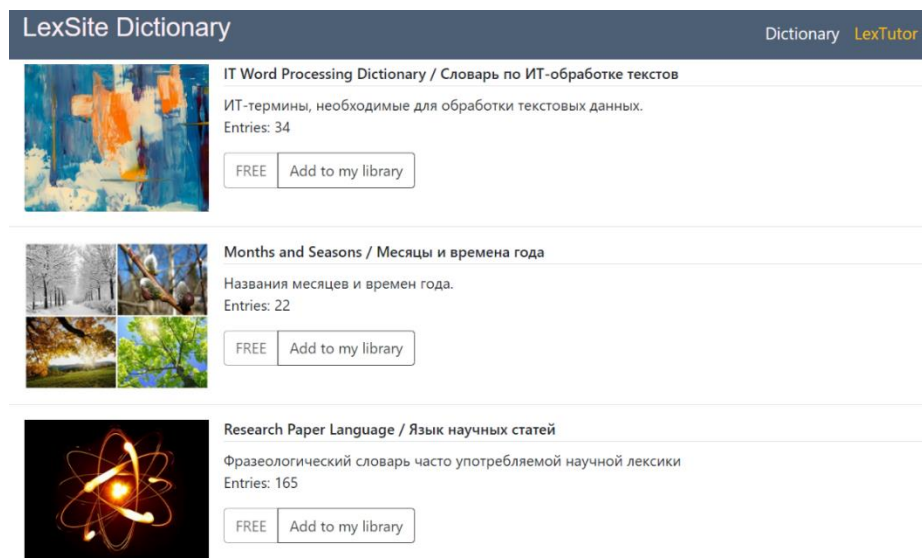 LexSite Dictionary
Dictionary LexTutor
IT Word Processing Dictionary / Словарь по ИТ-обработке текстов
ИТ-термины, необходимые для обработки текстовых данных.
Entries: 34
FREE Add to my library
Months and Seasons / Месяцы и времена года
Названия месяцев и времен года.
Entries: 22
FREE Add to my library
Research Paper Language / Язык научных статей
Фразеологический словарь часто употребляемой научной лексики
Entries: 165
FREE Add to my library